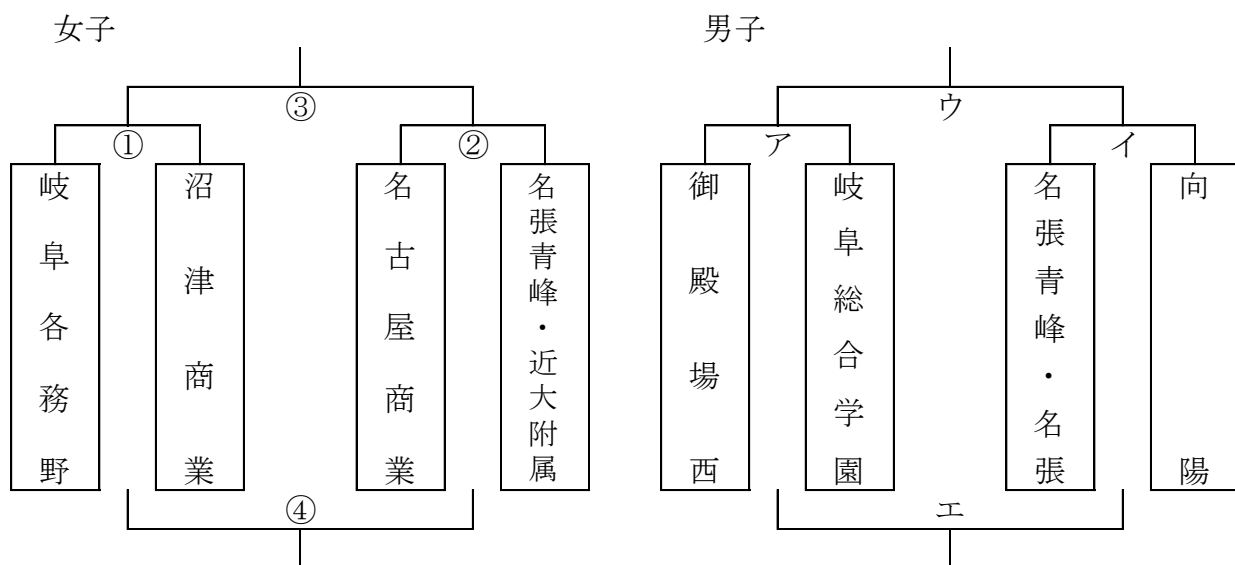 女子
男子
③
ウ
①
②
ア
イ
岐阜各務野
沼津商業
名古屋商業
名張青峰・近大附属
御殿場西
岐阜総合学園
名張青峰・名張
向陽
④
エ